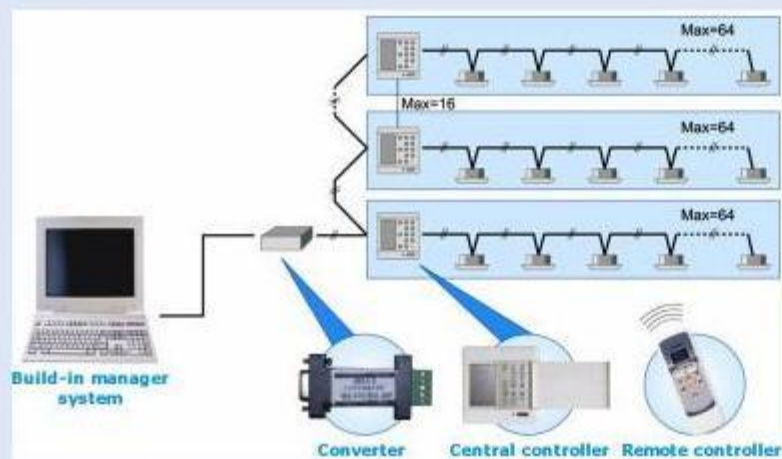 Max=64
Max=16
Max=64
Max=64
Build-in manager
system
Converter
Central controller
Remote controller